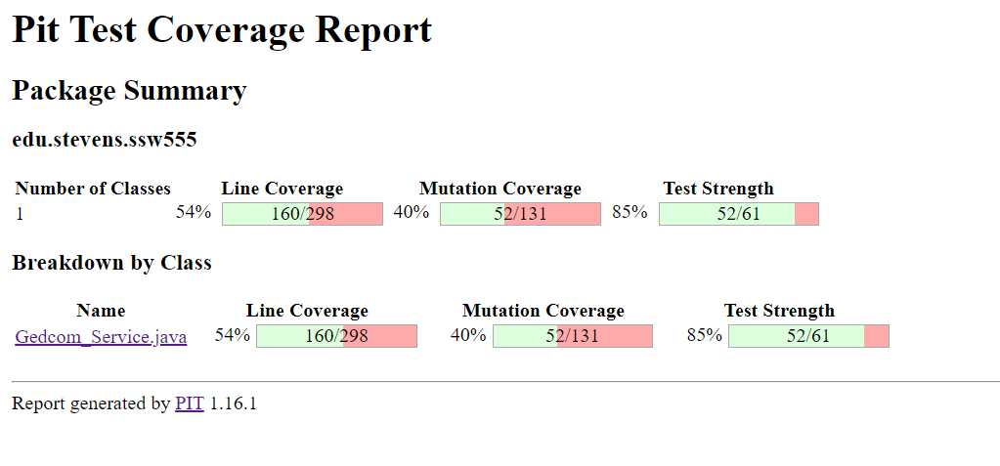 Pit Test Coverage Report
Package Summary
edu.stevens.ssw555
Number of Classes Line Coverage Mutation Coverage Test Strength
1 54% 160/298 40% 52/131 85% 52/61
Breakdown by Class
Name Line Coverage Mutation Coverage Test Strength
Gedcom_Service.java 54% 160/298 40% 52/131 85% 52/61
Report generated by PIT 1.16.1